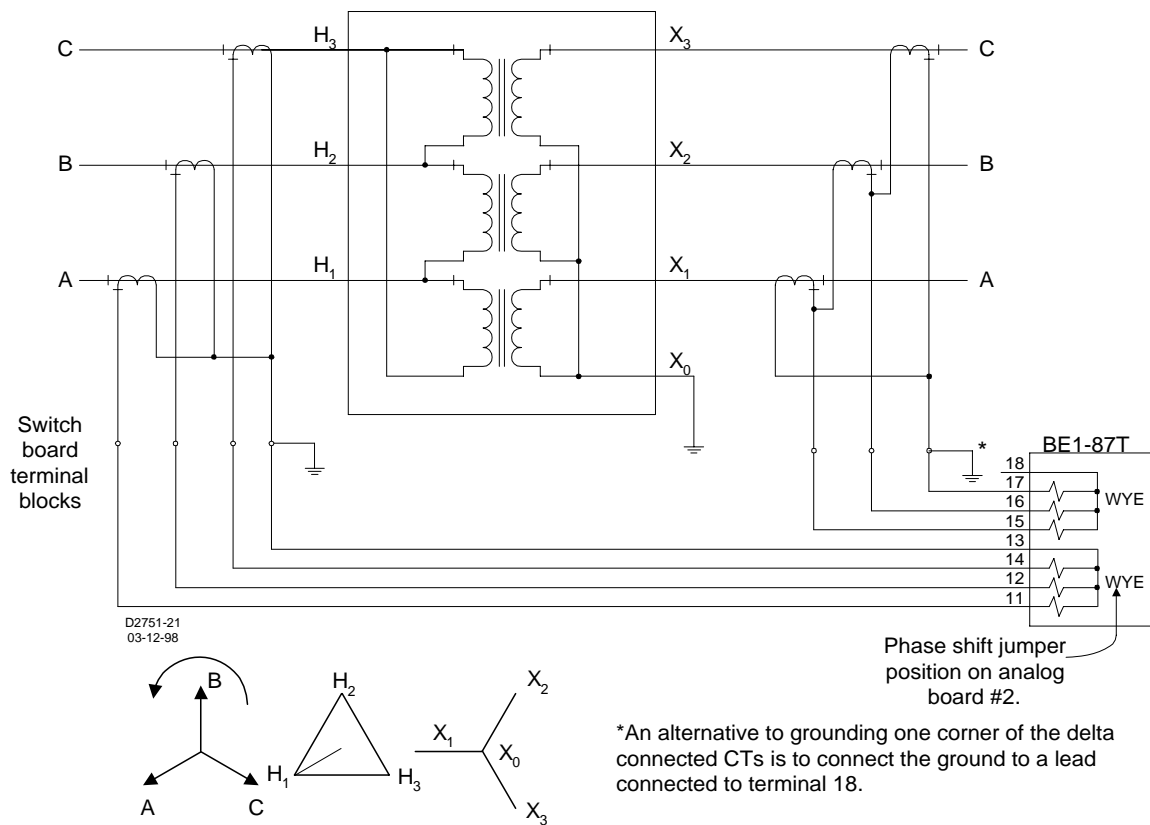 C
H3
X3
C
B
H2
X2
B
A
H1
X1
A
X0
Switch
board
terminal
blocks
*
BE1-87T
18
17
16
15
WYE
13
14
12
11
WYE
D2751-21
03-12-98
Phase shift jumper
position on analog
board #2.
B
A
C
H2
H1
H3
X2
X1
X0
X3
*An alternative to grounding one corner of the delta
connected CTs is to connect the ground to a lead
connected to terminal 18.